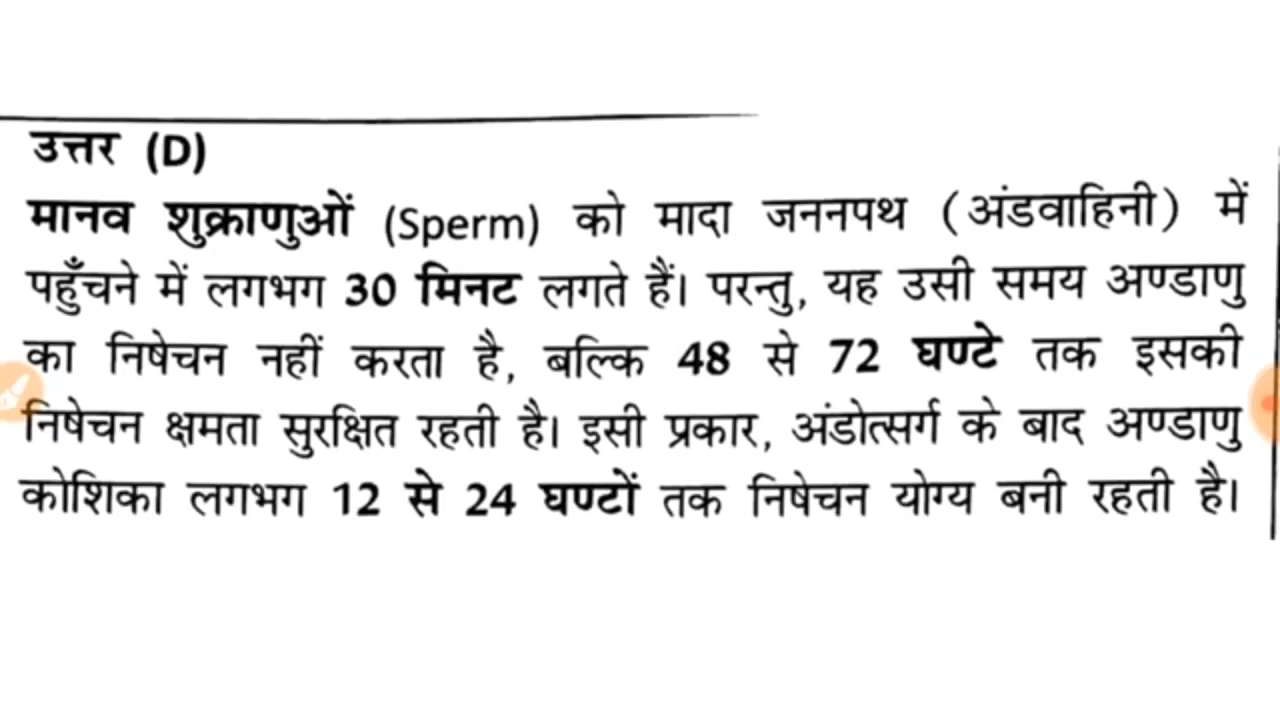 उत्तर (D)
मानव शुक्राणुओं (Sperm) को मादा जननपथ (अंडवाहिनी) में
पहुँचने में लगभग 30 मिनट लगते हैं। परन्तु, यह उसी समय अण्डाणु
का निषेचन नहीं करता है, बल्कि 48 से 72 घण्टे तक इसकी
निषेचन क्षमता सुरक्षित रहती है। इसी प्रकार, अंडोत्सर्ग के बाद अण्डाणु
कोशिका लगभग 12 से 24 घण्टों तक निषेचन योग्य बनी रहती है।